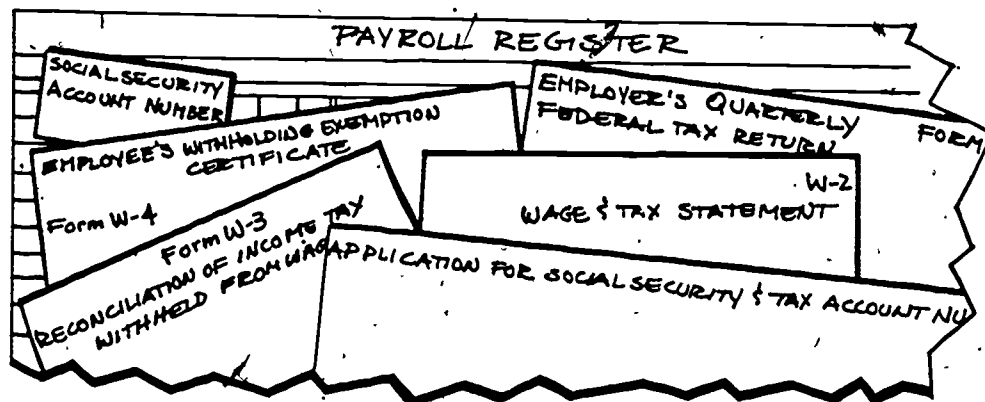 PAYROLL REGISTER
SOCIAL SECURITY
ACCOUNT NUMBER
EMPLOYEE'S WITHHOLDING EXEMPTION
CERTIFICATE
Form W-4
EMPLOYER'S QUARTERLY
FEDERAL TAX RETURN
FORM
W-2
WAGE & TAX STATEMENT
Form W-3
RECONCILIATION OF INCOME TAX
WITHHELD FROM WAG
APPLICATION FOR SOCIAL SECURITY & TAX ACCOUNT NU